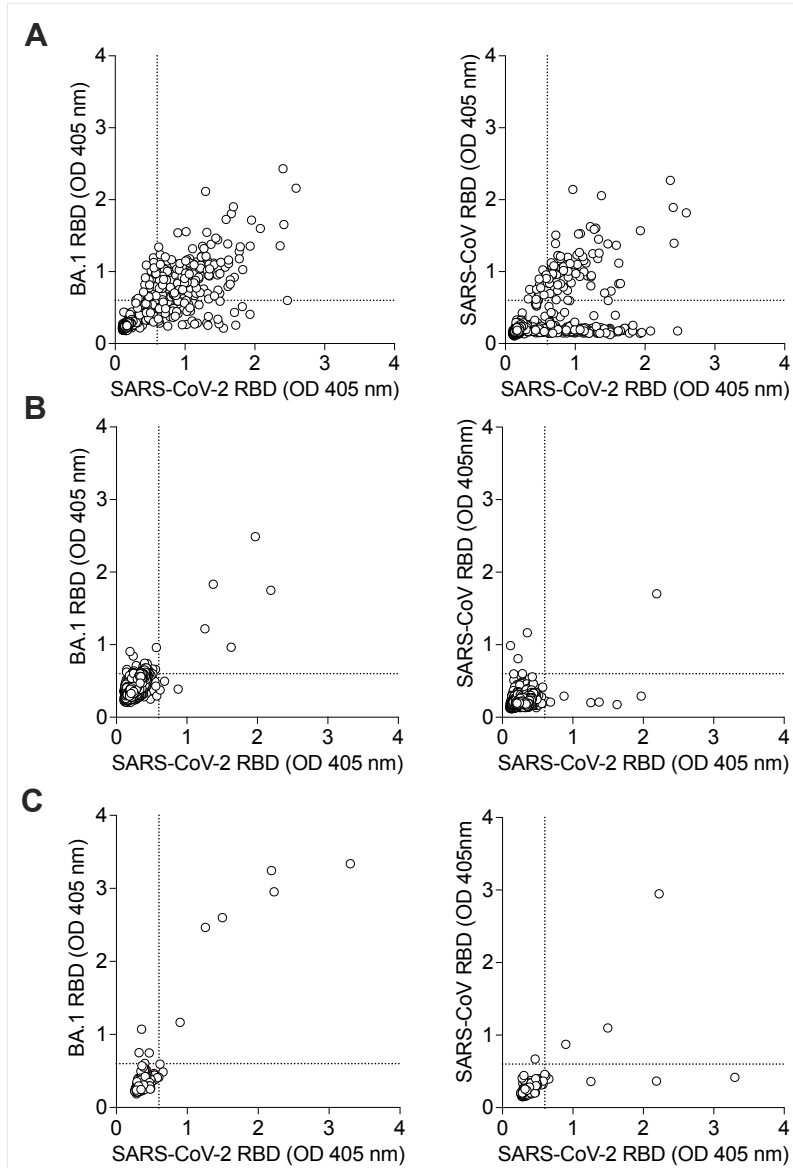 A
BA.1 RBD (OD 405 nm)
4
3
2
1
0
0 1 2 3 4
SARS-CoV-2 RBD (OD 405 nm)
SARS-CoV RBD (OD 405 nm)
4
3
2
1
0
0 1 2 3 4
SARS-CoV-2 RBD (OD 405 nm)
B
BA.1 RBD (OD 405 nm)
4
3
2
1
0
0 1 2 3 4
SARS-CoV-2 RBD (OD 405 nm)
SARS-CoV RBD (OD 405nm)
4
3
2
1
0
0 1 2 3 4
SARS-CoV-2 RBD (OD 405 nm)
C
BA.1 RBD (OD 405 nm)
4
3
2
1
0
0 1 2 3 4
SARS-CoV-2 RBD (OD 405 nm)
SARS-CoV RBD (OD 405nm
4
3
2
1
0
0 1 2 3 4
SARS-CoV-2 RBD (OD 405 nm)